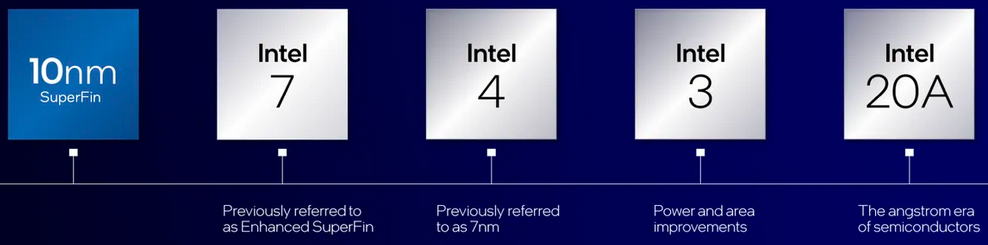 10nm
SuperFin
Intel
7
Intel
4
Intel
3
Intel
20A
Previously referred to
as Enhanced SuperFin
Previously referred
to as 7nm
Power and area
improvements
The angstrom era
of semiconductors